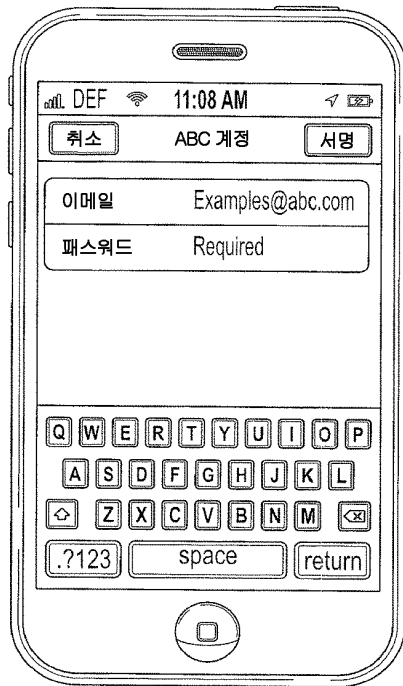 DEF 11:08 AM
취소 ABC 계정 서명
이메일 Examples@abc.com
패스워드 Required
Q W E R T Y U I O P
A S D F G H J K L
Z X C V B N M
.?123 space return